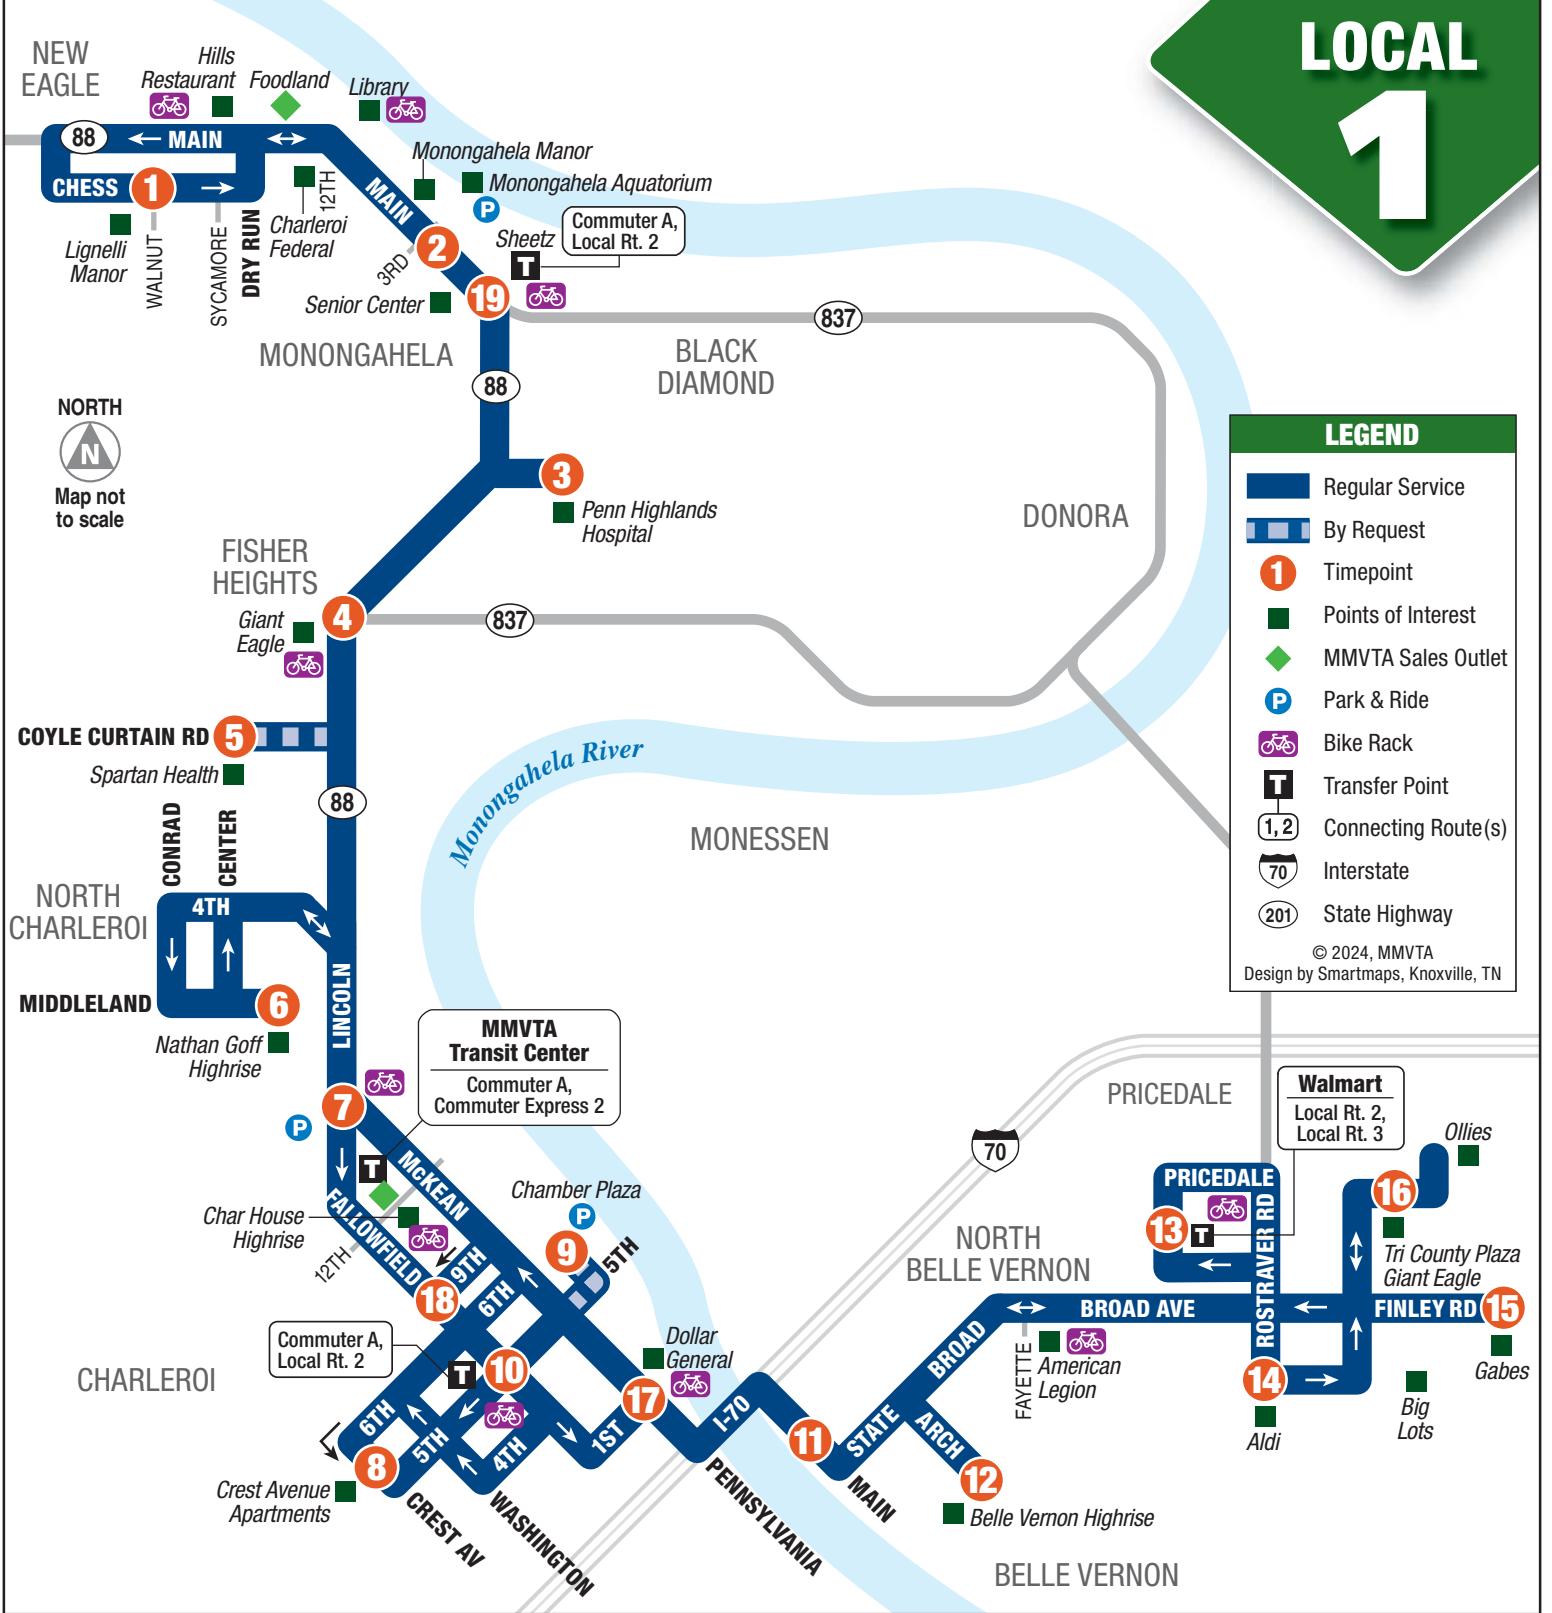 LOCAL
1
NEW
EAGLE
Hills
Restaurant
Foodland
Library
88
MAIN
CHESS
1
Lignelli
Manor
WALNUT
SYCAMORE
DRY RUN
12TH
Charleroi
Federal
MAIN
Monongahela Manor
Monongahela Aquatorium
P
2
3RD
Sheetz
T
Commuter A,
Local Rt. 2
Senior Center
19
MONONGAHELA
837
BLACK
DIAMOND
88
NORTH
N
Map not
to scale
3
Penn Highlands
Hospital
DONORA
FISHER
HEIGHTS
4
Giant
Eagle
837
COYLE CURTAIN RD
5
Spartan Health
88
Monongahela River
MONESSEN
CONRAD
CENTER
NORTH
CHARLEROI
4TH
MIDDLELAND
6
Nathan Goff
Highrise
LINCOLN
MMVTA
Transit Center
Commuter A,
Commuter Express 2
7
P
T
McKEAN
Char House
Highrise
FALLOWFIELD
12TH
9TH
6TH
18
Chamber Plaza
P
9
5TH
Commuter A,
Local Rt. 2
T
10
CHARLEROI
6TH
5TH
4TH
1ST
8
Crest Avenue
Apartments
CREST AV
WASHINGTON
Dollar
General
17
I-70
PENNSYLVANIA
70
11
STATE
MAIN
BROAD
ARCH
12
Belle Vernon Highrise
BELLE VERNON
NORTH
BELLE VERNON
BROAD AVE
FAYETTE
American
Legion
PRICEDALE
Walmart
Local Rt. 2,
Local Rt. 3
PRICEDALE
13
T
ROSTRAVER RD
14
Aldi
Ollies
16
Tri County Plaza
Giant Eagle
FINLEY RD
15
Gabes
Big
Lots
LEGEND
Regular Service
By Request
1
Timepoint
Points of Interest
MMVTA Sales Outlet
P
Park & Ride
Bike Rack
T
Transfer Point
1, 2
Connecting Route(s)
70
Interstate
201
State Highway
© 2024, MMVTA
Design by Smartmaps, Knoxville, TN